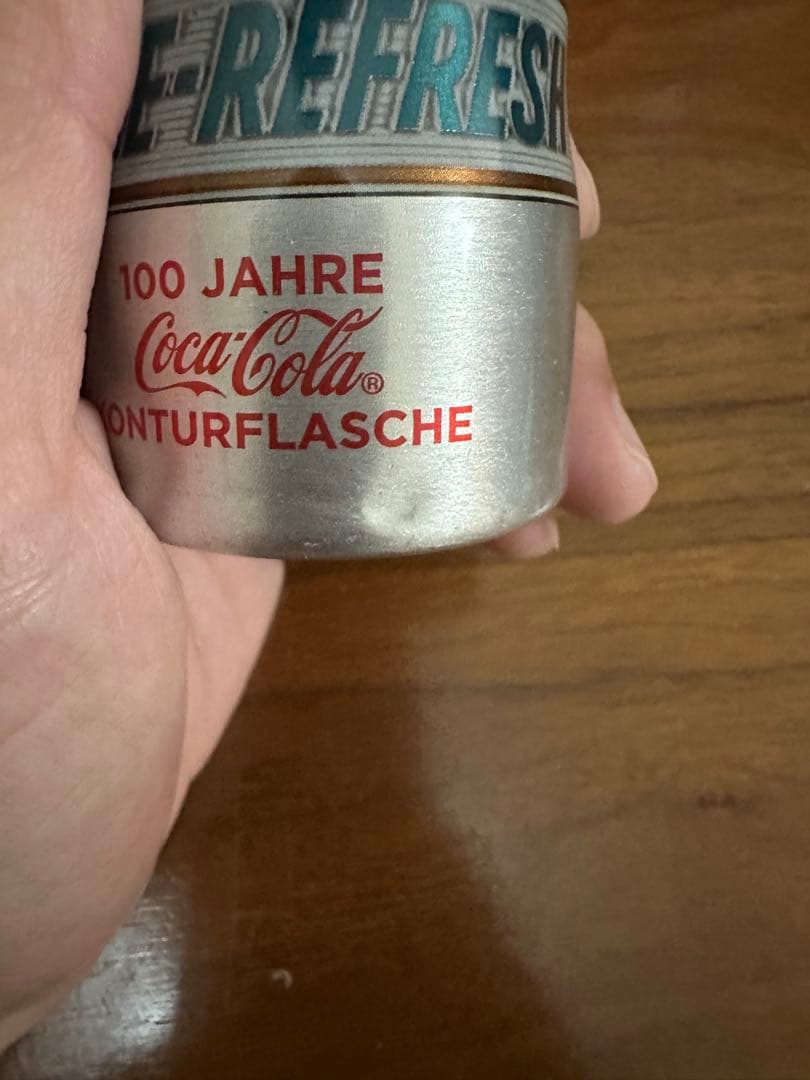 E-REFRESH
100 JAHRE
Coca-Cola®
KONTURFLASCHE